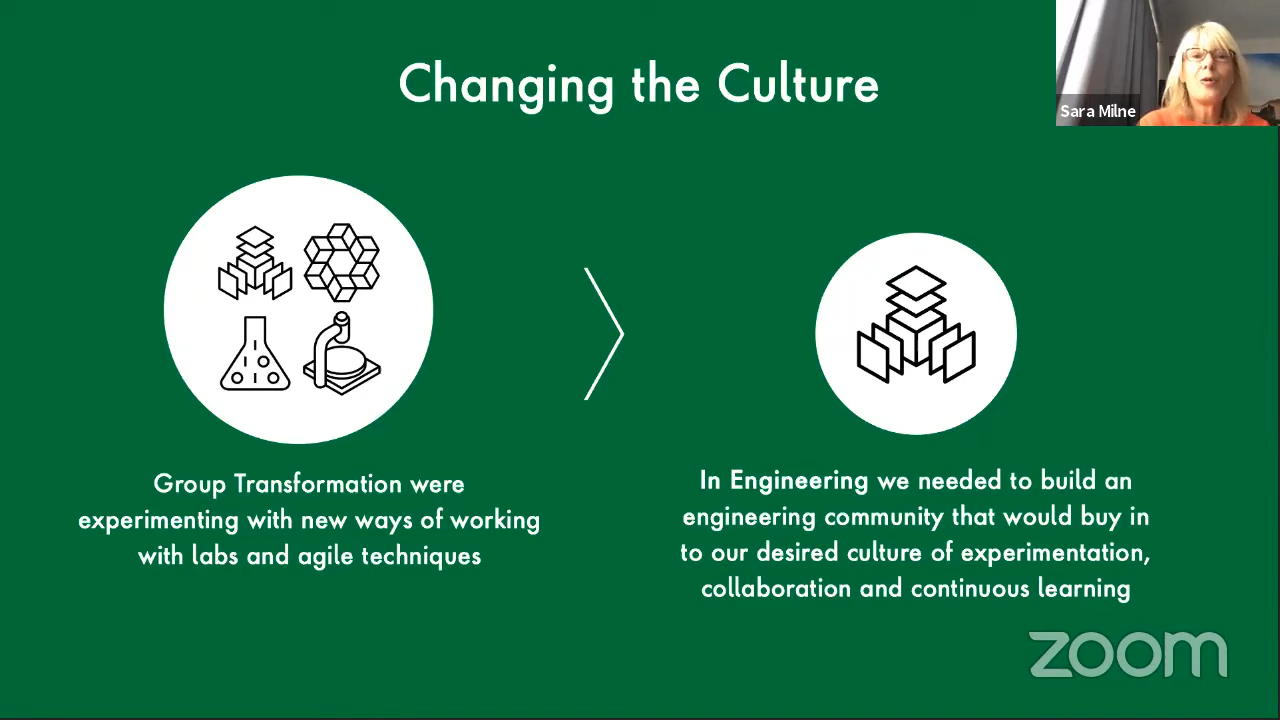 Changing the Culture
Sara Milne
Group Transformation were
experimenting with new ways of working
with labs and agile techniques
In Engineering we needed to build an
engineering community that would buy in
to our desired culture of experimentation,
collaboration and continuous learning
zoom